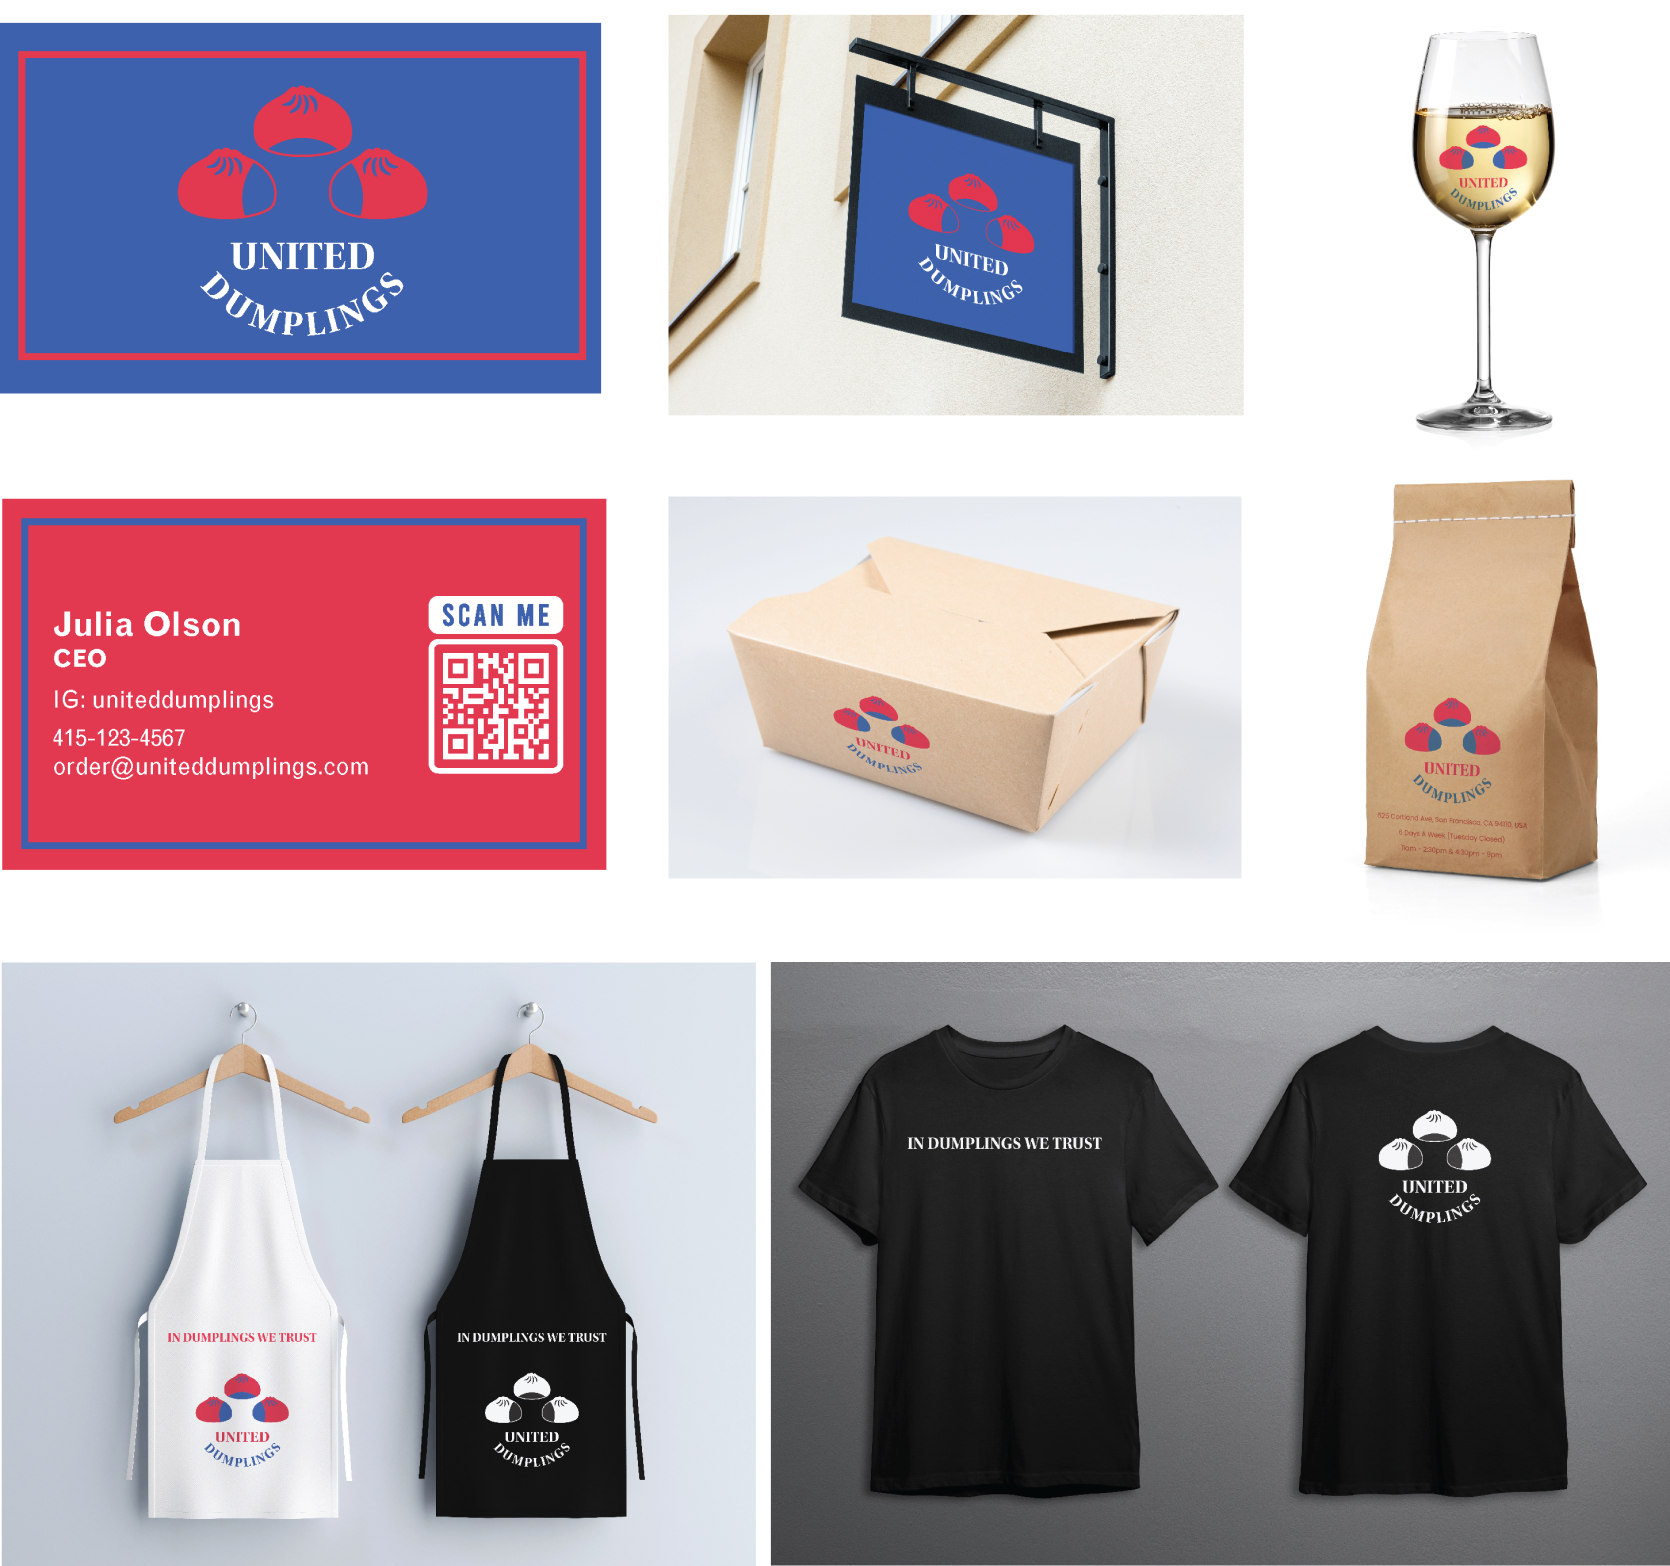 UNITED
DUMPLINGS
UNITED
DUMPLINGS
UNITED
DUMPLINGS
Julia Olson
CEO
IG: uniteddumplings
415-123-4567
order@uniteddumplings.com
SCAN ME
UNITED
DUMPLINGS
UNITED
DUMPLINGS
525 Cortland Ave, San Francisco, CA 94110, USA
6 Days A Week (Tuesday Closed)
11am - 2:30pm & 4:30pm - 9pm
IN DUMPLINGS WE TRUST
UNITED
DUMPLINGS
IN DUMPLINGS WE TRUST
UNITED
DUMPLINGS
IN DUMPLINGS WE TRUST
UNITED
DUMPLINGS